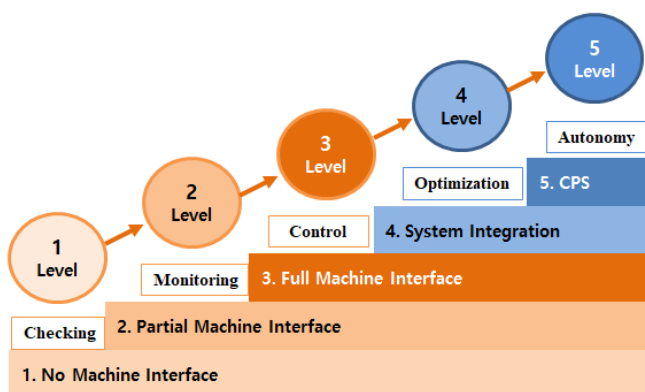 5
Level
4
Level
3
Level
2
Level
1
Level
Autonomy
Optimization
5. CPS
Control
4. System Integration
Monitoring
3. Full Machine Interface
Checking
2. Partial Machine Interface
1. No Machine Interface